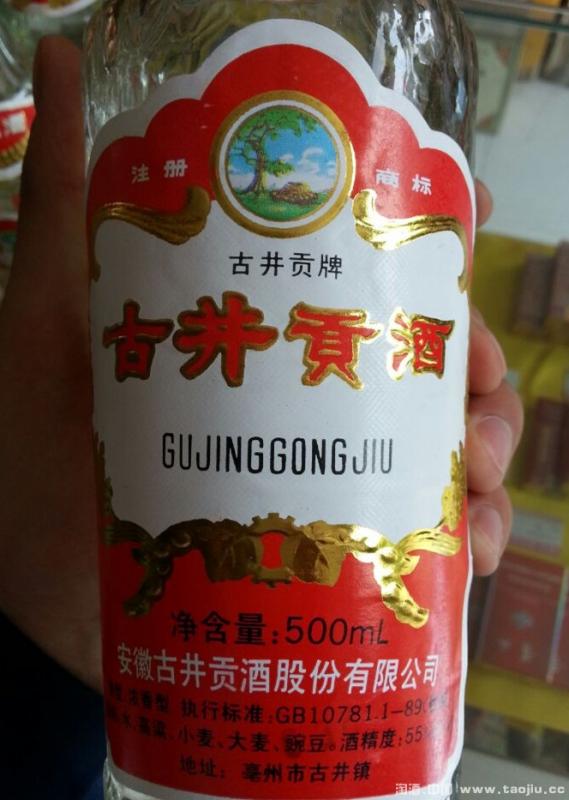 注册 商标
古井贡牌
古井贡酒
GUJINGGONGJIU
净含量:500mL
安徽古井贡酒股份有限公司
浓香型 执行标准:GB10781.1-89
水、高粱、小麦、大麦、豌豆。酒精度:55
地址: 亳州市古井镇
www.taojiu.cc